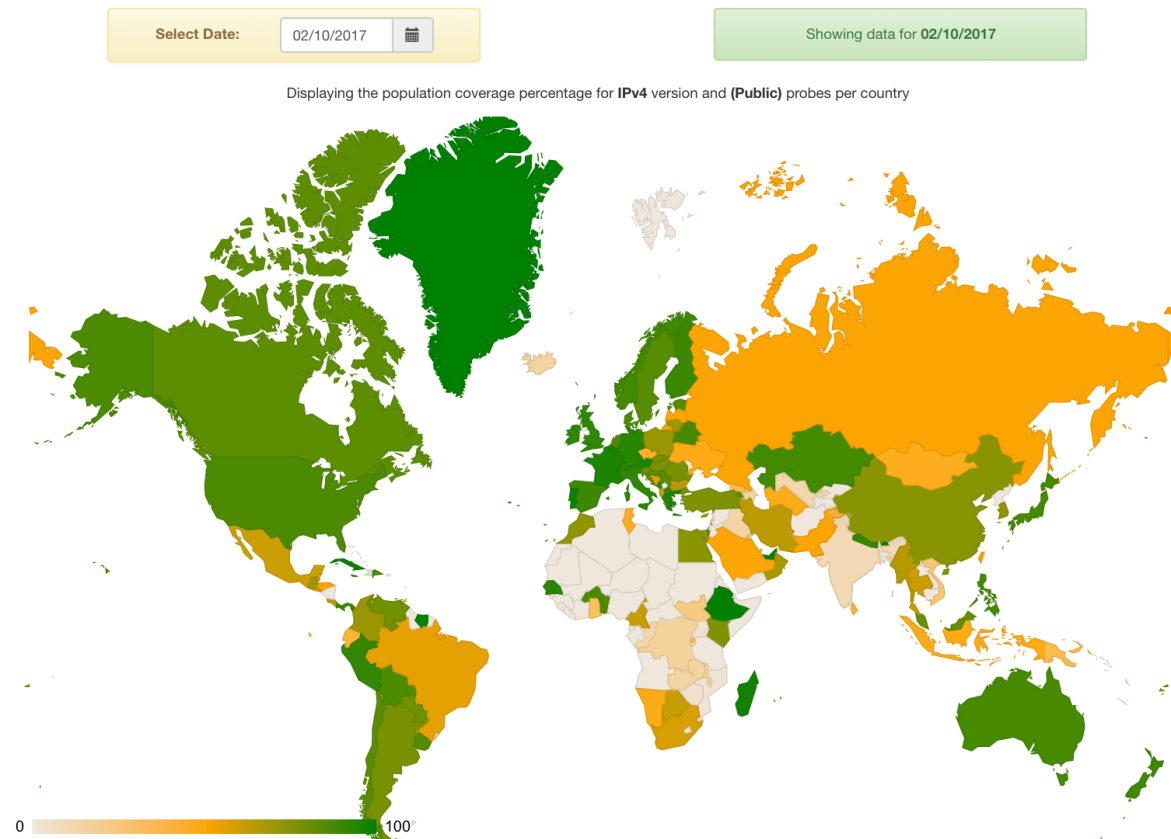 Select Date: 02/10/2017
Showing data for 02/10/2017
Displaying the population coverage percentage for IPv4 version and (Public) probes per country
0 100